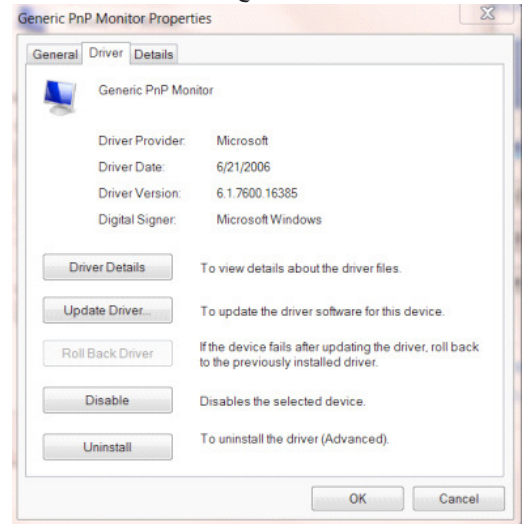 Generic PnP Monitor Properties
General Driver Details
Generic PnP Monitor
Driver Provider: Microsoft
Driver Date: 6/21/2006
Driver Version: 6.1.7600.16385
Digital Signer: Microsoft Windows
Driver Details To view details about the driver files.
Update Driver... To update the driver software for this device.
Roll Back Driver If the device fails after updating the driver, roll back
to the previously installed driver.
Disable Disables the selected device.
Uninstall To uninstall the driver (Advanced).
OK Cancel